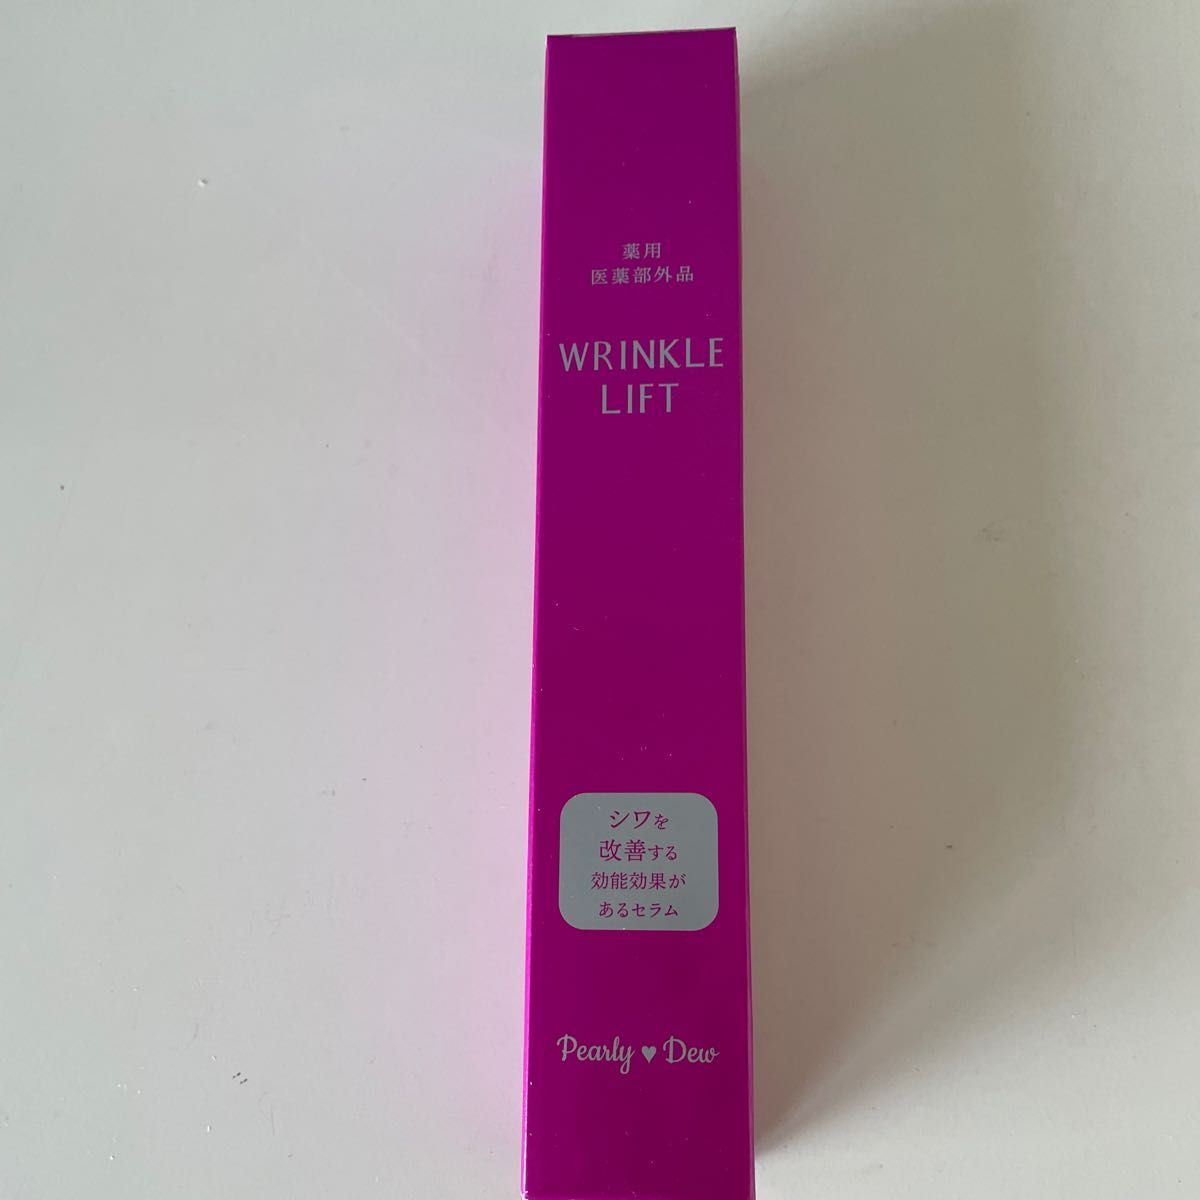 薬用
医薬部外品
WRINKLE
LIFT
シワを
改善する
効能効果が
あるセラム
Pearly ♥ Dew